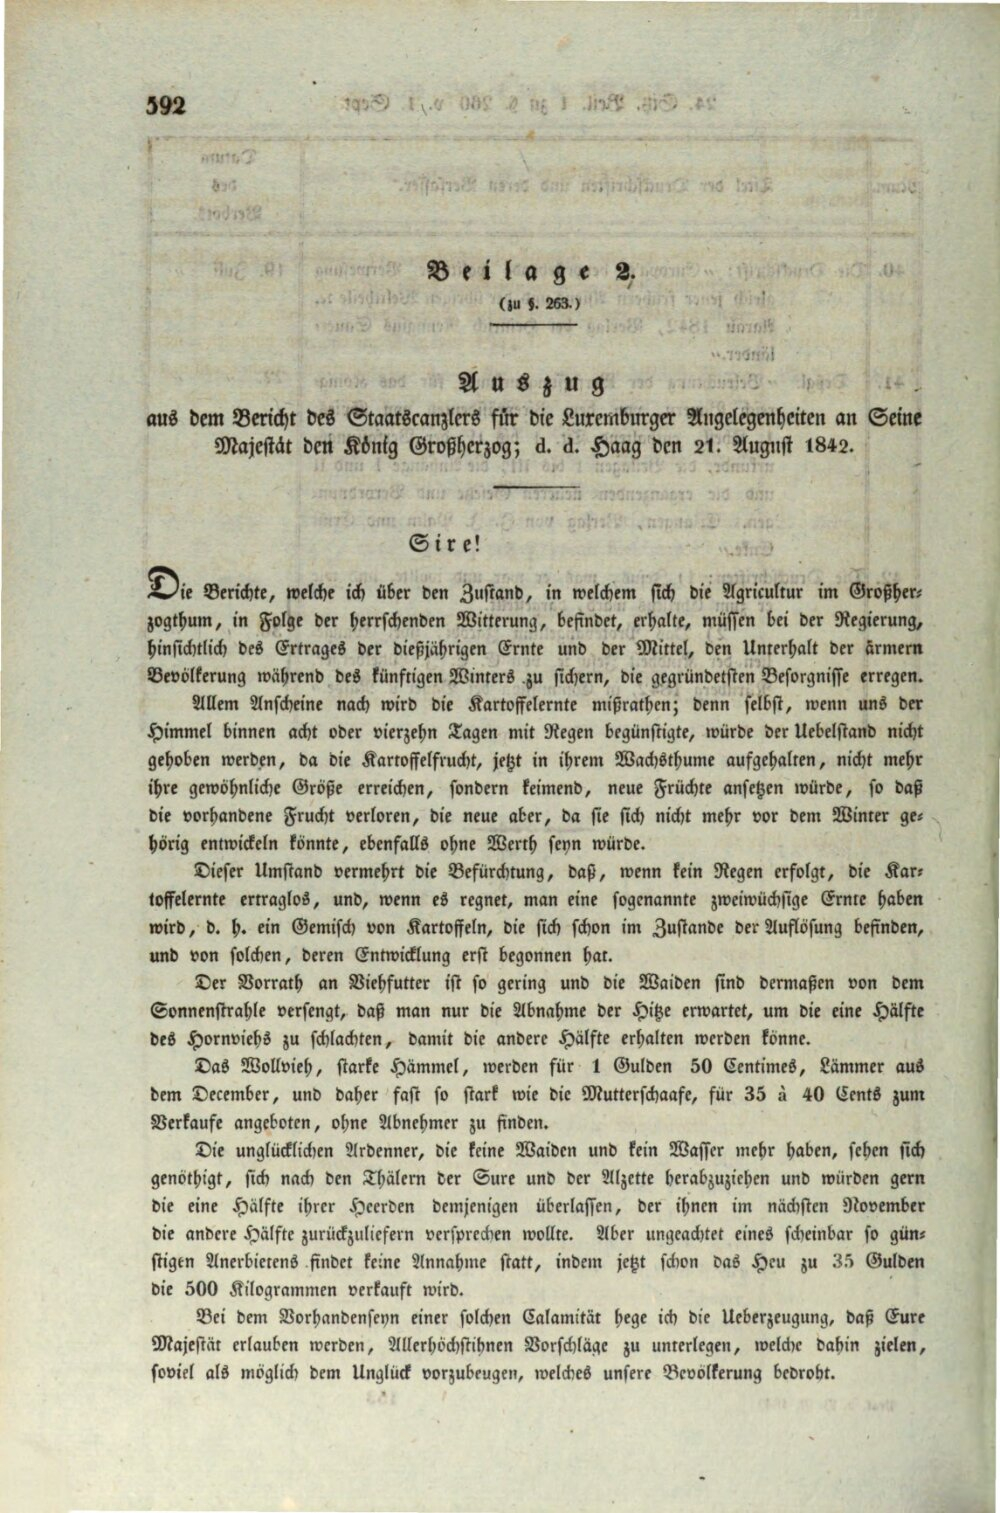 592
Beilage 2.
(zu §. 263.)
Auszug
aus dem Bericht des Staatscanzlers für die Luxemburger Angelegenheiten an Seine
Majestät den König Großherzog; d. d. Haag den 21. August 1842.
Sire!
Die Berichte, welche ich über den Zustand, in welchem sich die Agricultur im Großher-
zogthum, in Folge der herrschenden Witterung, befindet, erhalte, müssen bei der Regierung,
hinsichtlich des Ertrages der dießjährigen Ernte und der Mittel, den Unterhalt der ärmern
Bevölkerung während des künftigen Winters zu sichern, die gegründetsten Besorgnisse erregen.
Allem Anscheine nach wird die Kartoffelernte mißrathen; denn selbst, wenn uns der
Himmel binnen acht oder vierzehn Tagen mit Regen begünstigte, würde der Uebelstand nicht
gehoben werden, da die Kartoffelfrucht, jetzt in ihrem Wachsthume aufgehalten, nicht mehr
ihre gewöhnliche Größe erreichen, sondern keimend, neue Früchte ansetzen würde, so daß
die vorhandene Frucht verloren, die neue aber, da sie sich nicht mehr vor dem Winter ge-
hörig entwickeln könnte, ebenfalls ohne Werth seyn würde.
Dieser Umstand vermehrt die Befürchtung, daß, wenn kein Regen erfolgt, die Kar-
toffelernte ertraglos, und, wenn es regnet, man eine sogenannte zweiwüchsige Ernte haben
wird, d. h. ein Gemisch von Kartoffeln, die sich schon im Zustande der Auflösung befinden,
und von solchen, deren Entwicklung erst begonnen hat.
Der Vorrath an Viehfutter ist so gering und die Waiden sind dermaßen von dem
Sonnenstrahle versengt, daß man nur die Abnahme der Hitze erwartet, um die eine Hälfte
des Hornviehs zu schlachten, damit die andere Hälfte erhalten werden könne.
Das Wollvieh, starke Hämmel, werden für 1 Gulden 50 Centimes, Lämmer aus
dem December, und daher fast so stark wie die Mutterschaafe, für 35 à 40 Cents zum
Verkaufe angeboten, ohne Abnehmer zu finden.
Die unglücklichen Ardenner, die keine Waiden und kein Wasser mehr haben, sehen sich
genöthigt, sich nach den Thälern der Sure und der Alzette herabzuziehen und würden gern
die eine Hälfte ihrer Heerden demjenigen überlassen, der ihnen im nächsten November
die andere Hälfte zurückzuliefern versprechen wollte. Aber ungeachtet eines scheinbar so gün-
stigen Anerbietens findet keine Annahme statt, indem jetzt schon das Heu zu 35 Gulden
die 500 Kilogrammen verkauft wird.
Bei dem Vorhandenseyn einer solchen Calamität hege ich die Ueberzeugung, daß Eure
Majestät erlauben werden, Allerhöchstihnen Vorschläge zu unterlegen, welche dahin zielen,
soviel als möglich dem Unglück vorzubeugen, welches unsere Bevölkerung bedroht.